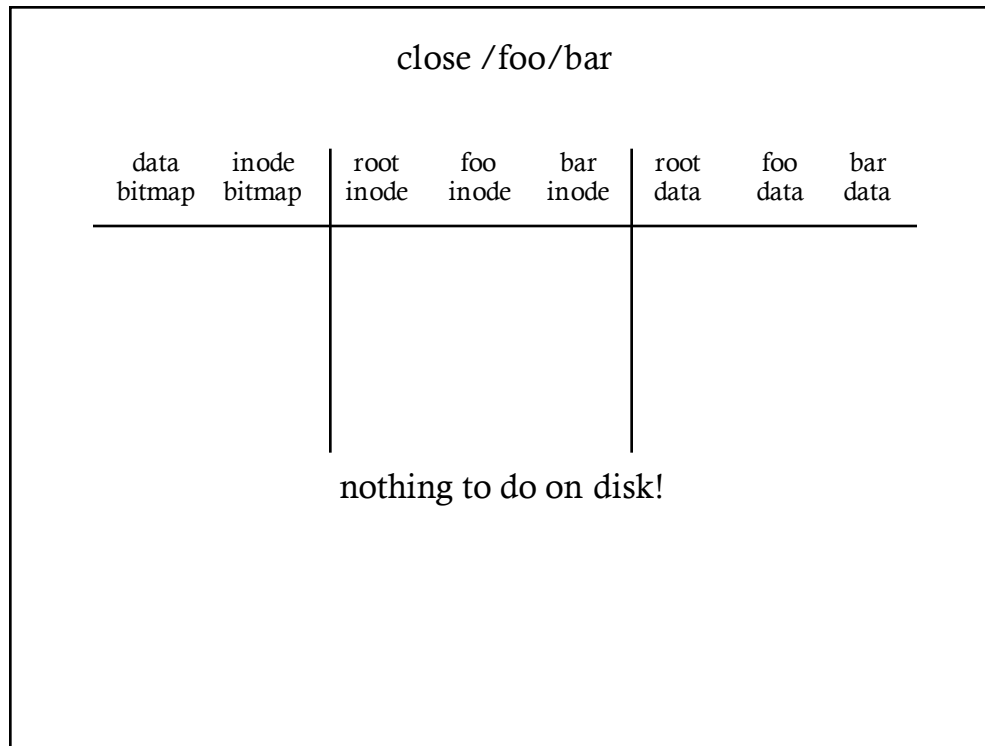 close /foo/bar
data inode root foo bar root foo bar
bitmap bitmap inode inode inode data data data
nothing to do on disk!